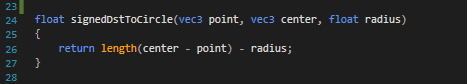 23
24 float signedDstToCircle(vec3 point, vec3 center, float radius)
25 {
26     return length(center - point) - radius;
27 }
28